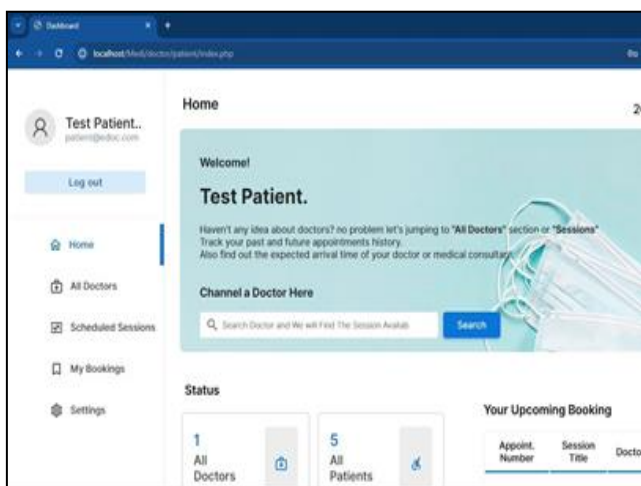 Dashboard
localhost/Medi/doctor/patient/index.php
Test Patient..
patient@edoc.com
Log out
Home
All Doctors
Scheduled Sessions
My Bookings
Settings
Home
Welcome!
Test Patient.
Haven't any idea about doctors? no problem let's jumping to "All Doctors" section or "Sessions"
Track your past and future appointments history.
Also find out the expected arrival time of your doctor or medical consultant.
Channel a Doctor Here
Search Doctor and We will Find The Session Availab
Search
Status
1
All
Doctors
5
All
Patients
Your Upcoming Booking
Appoint.
Number
Session
Title